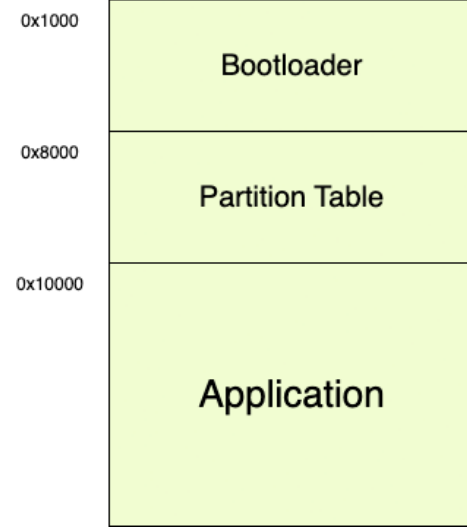 0x1000
Bootloader
0x8000
Partition Table
0x10000
Application